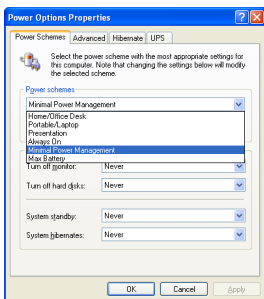 Power Options Properties
Power Schemes Advanced Hibernate UPS
Select the power scheme with the most appropriate settings for
this computer. Note that changing the settings below will modify
the selected scheme.
Power schemes
Minimal Power Management
Home/Office Desk
Portable/Laptop
Presentation
Always On
Minimal Power Management
Max Battery
Turn off monitor: Never
Turn off hard disks: Never
System standby: Never
System hibernates: Never
OK Cancel Apply